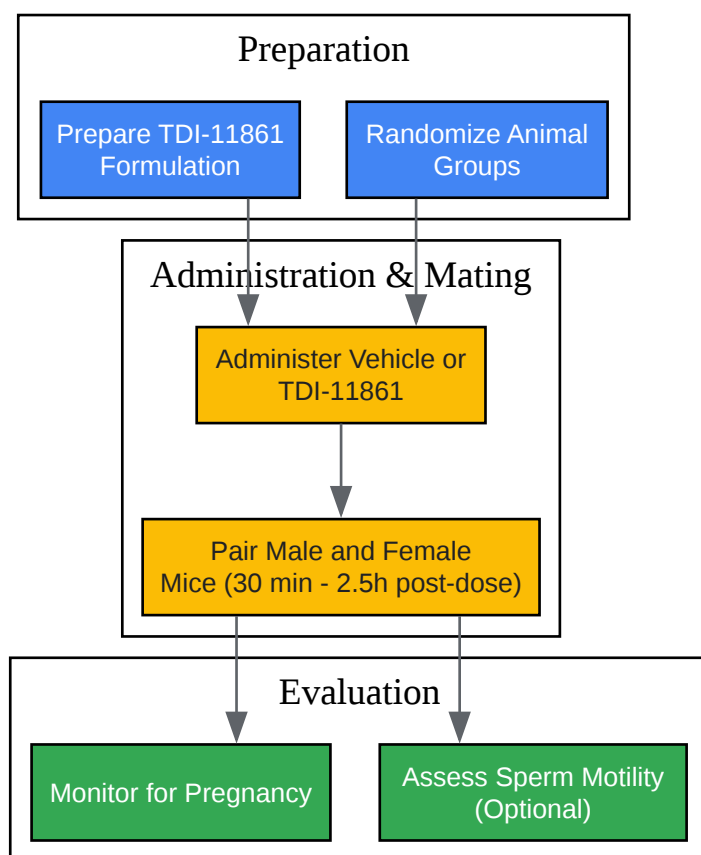 Preparation
Prepare TDI-11861
Formulation
Randomize Animal
Groups
Administration & Mating
Administer Vehicle or
TDI-11861
Pair Male and Female
Mice (30 min - 2.5h post-dose)
Evaluation
Monitor for Pregnancy
Assess Sperm Motility
(Optional)